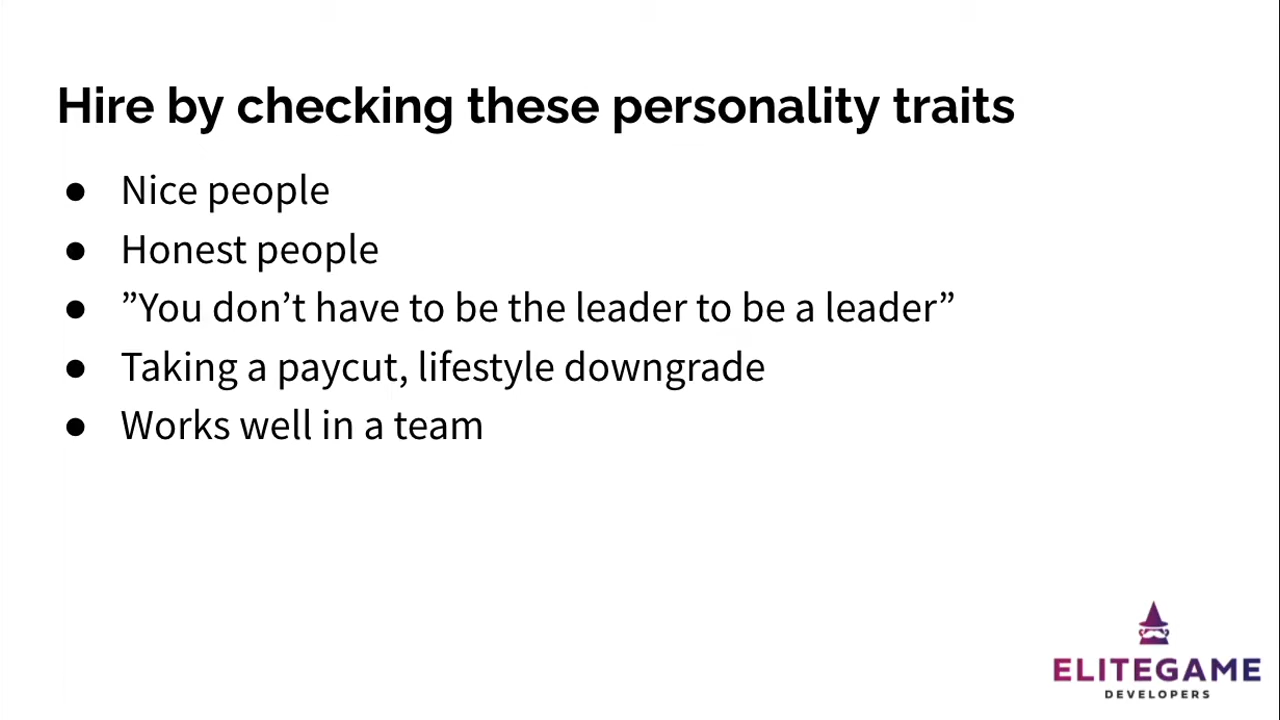 Hire by checking these personality traits
● Nice people
● Honest people
● ”You don’t have to be the leader to be a leader”
● Taking a paycut, lifestyle downgrade
● Works well in a team
ELITEGAME
DEVELOPERS